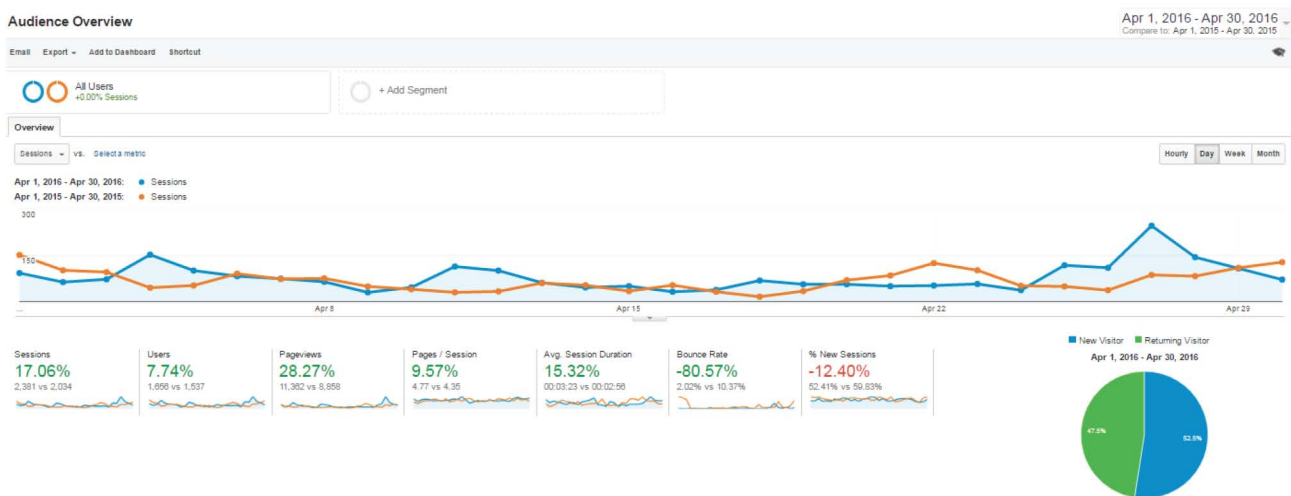 Audience Overview
Apr 1, 2016 - Apr 30, 2016
Compare to: Apr 1, 2015 - Apr 30, 2015
Email Export Add to Dashboard Shortcut
All Users
+0.00% Sessions
+ Add Segment
Overview
Sessions vs. Select a metric
Hourly Day Week Month
Apr 1, 2016 - Apr 30, 2016: Sessions
Apr 1, 2015 - Apr 30, 2015: Sessions
300
150
... Apr 8 Apr 15 Apr 22 Apr 29
Sessions
17.06%
2,381 vs 2,034
Users
7.74%
1,656 vs 1,537
Pageviews
28.27%
11,362 vs 8,858
Pages / Session
9.57%
4.77 vs 4.35
Avg. Session Duration
15.32%
00:03:23 vs 00:02:56
Bounce Rate
-80.57%
2.02% vs 10.37%
% New Sessions
-12.40%
52.41% vs 59.83%
New Visitor Returning Visitor
Apr 1, 2016 - Apr 30, 2016
47.5%
52.5%